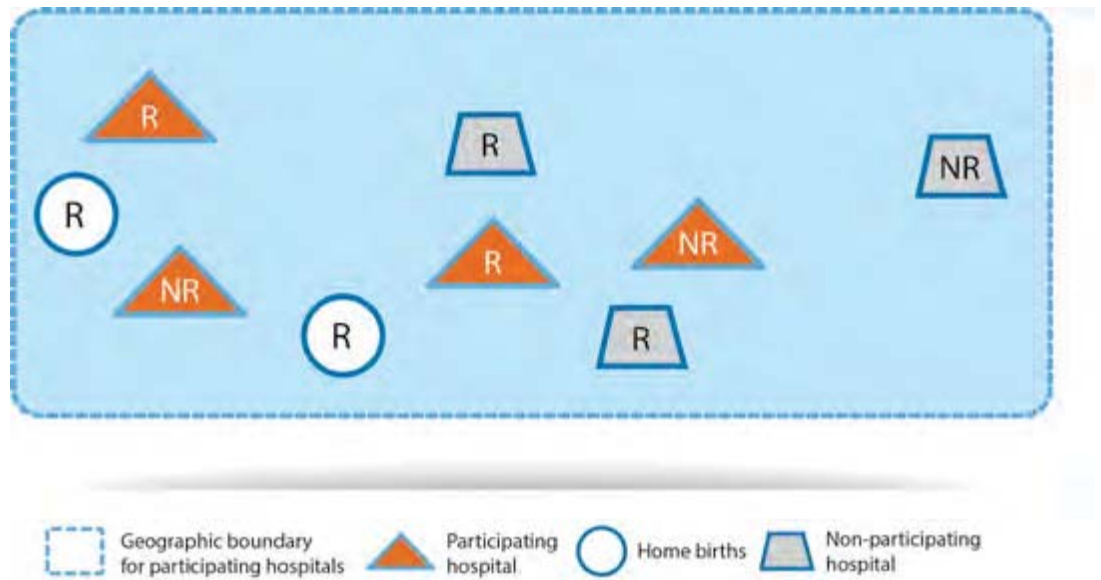 R
R
NR
R
NR
R
NR
R
R
Geographic boundary
for participating hospitals
Participating
hospital
Home births
Non-participating
hospital